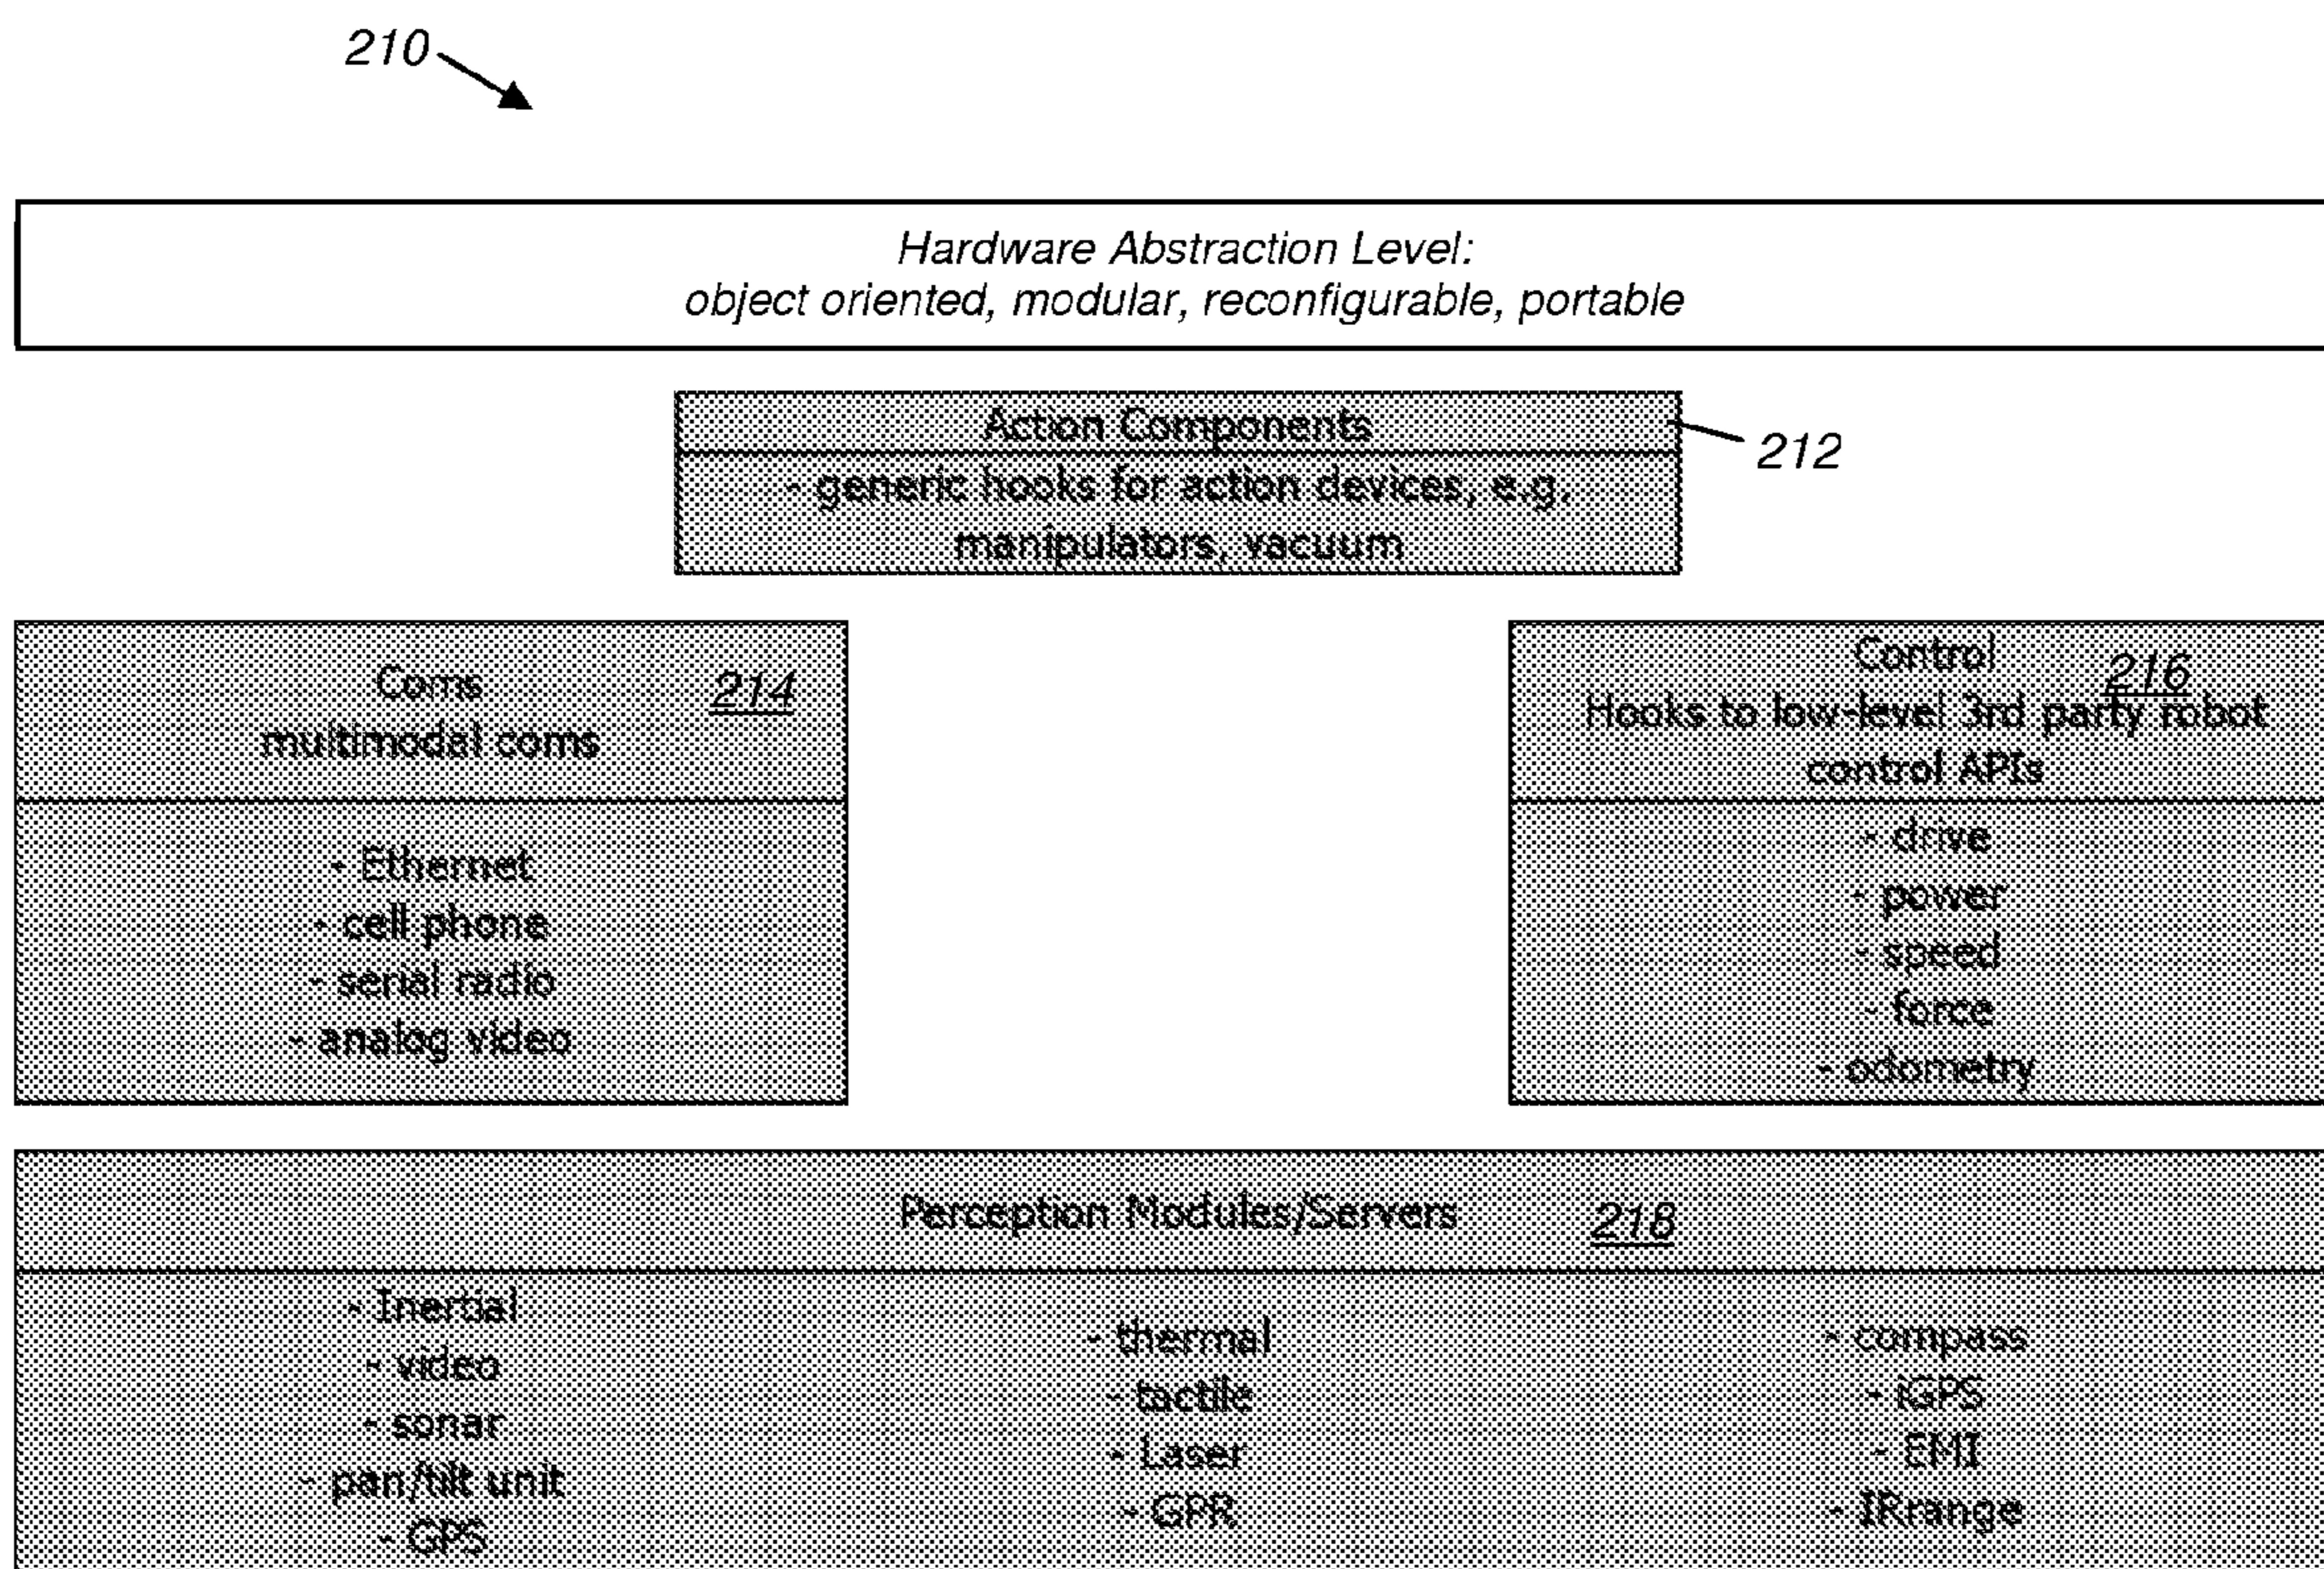 210
Hardware Abstraction Level:
object oriented, modular, reconfigurable, portable
Action Components
212
- generic hooks for action devices, e.g.
manipulators, vacuum
Coms
214
multimodal coms
- Ethernet
- cell phone
- serial radio
- analog video
Control
216
Hooks to low-level 3rd party robot
control APIs
- drive
- power
- speed
- force
- odometry
Perception Modules/Servers
218
- Inertial
- video
- sonar
- pan/tilt unit
- GPS
- thermal
- tactile
- Laser
- GPR
- compass
- iGPS
- EMI
- IRrange